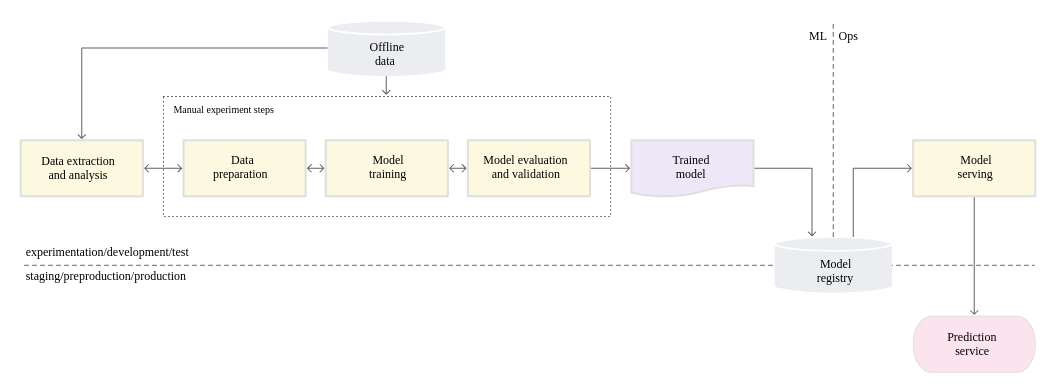 Offline
data
ML
Ops
Manual experiment steps
Data extraction
and analysis
Data
preparation
Model
training
Model evaluation
and validation
Trained
model
Model
serving
experimentation/development/test
staging/preproduction/production
Model
registry
Prediction
service